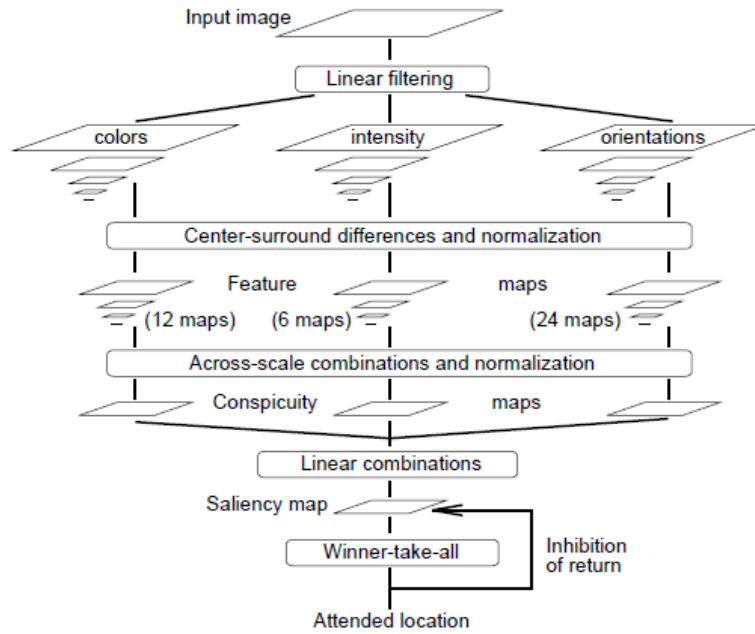 Input image
Linear filtering
colors
intensity
orientations
Center-surround differences and normalization
Feature maps
(12 maps) (6 maps) (24 maps)
Across-scale combinations and normalization
Conspicuity maps
Linear combinations
Saliency map
Winner-take-all
Inhibition
of return
Attended location